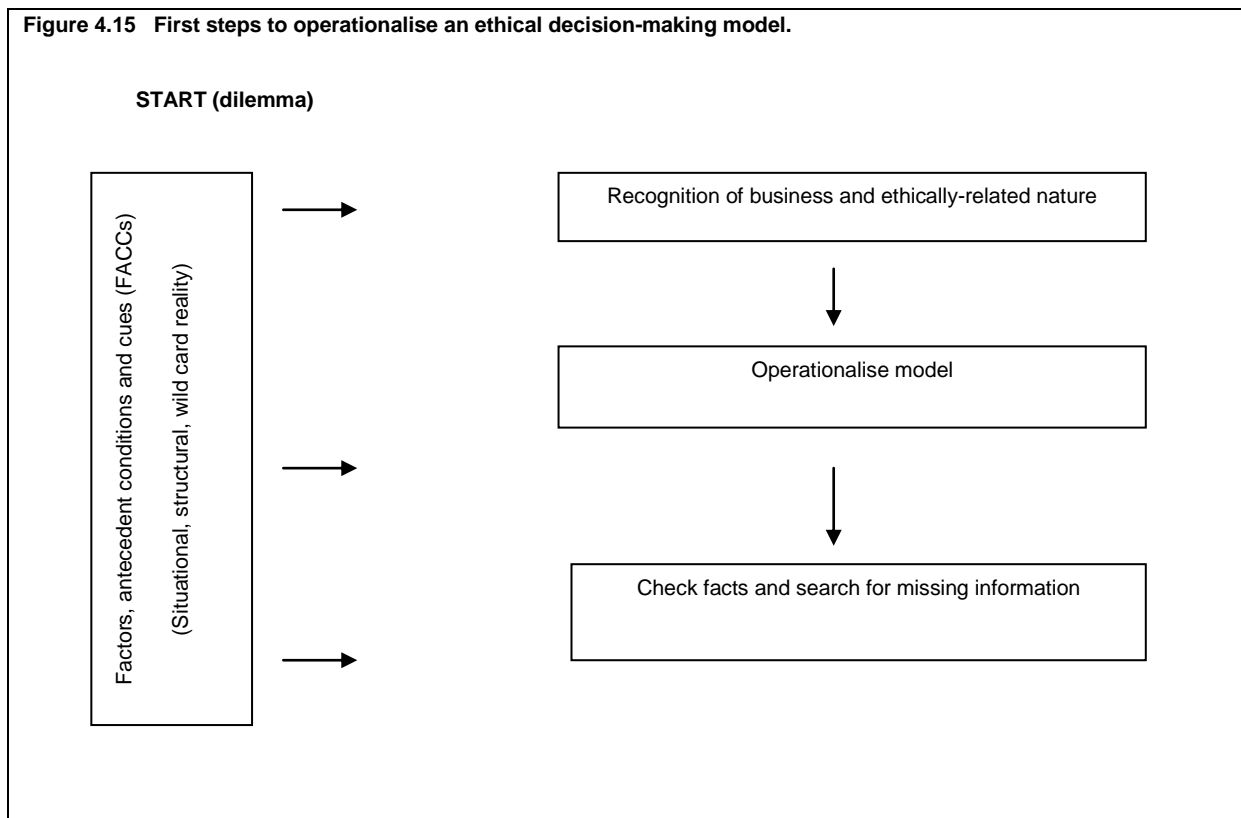 Figure 4.15 First steps to operationalise an ethical decision-making model.
START (dilemma)
Factors, antecedent conditions and cues (FACCs)
(Situational, structural, wild card reality)
Recognition of business and ethically-related nature
Operationalise model
Check facts and search for missing information